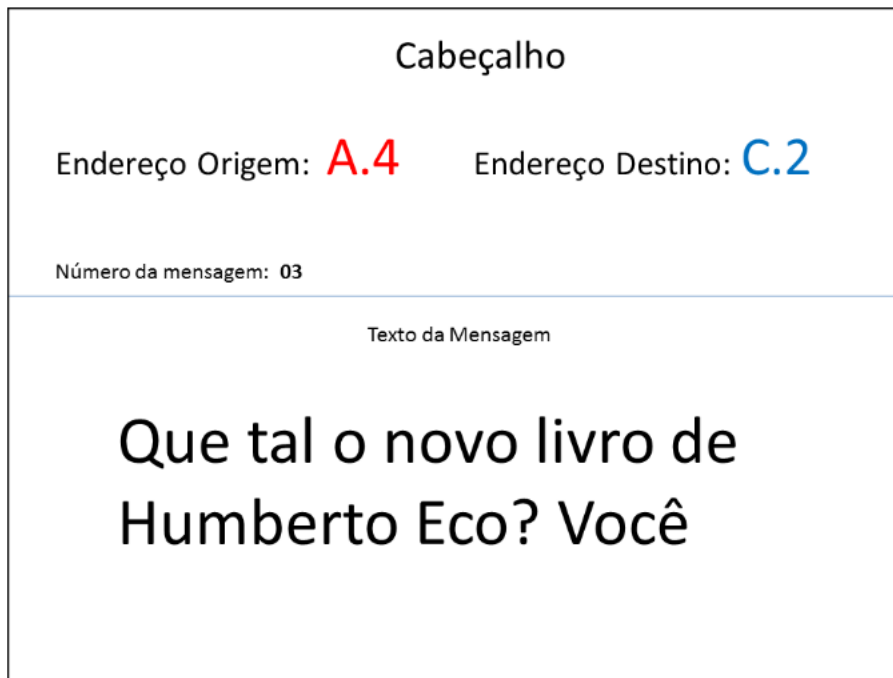 Cabeçalho
Endereço Origem: A.4 Endereço Destino: C.2
Número da mensagem: 03
Texto da Mensagem
Que tal o novo livro de
Humberto Eco? Você